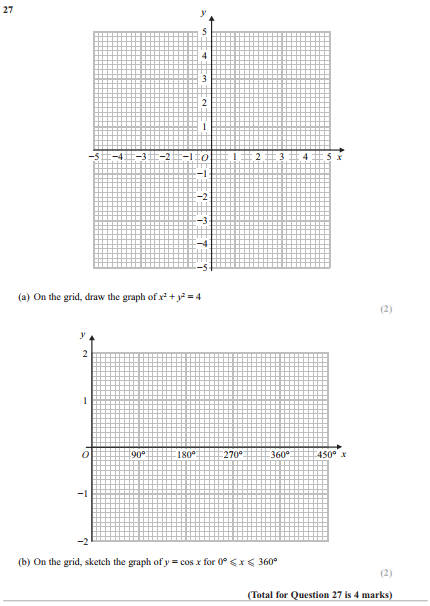 27
y
5
4
3
2
1
−5 −4 −3 −2 −1 O 1 2 3 4 5 x
−1
−2
−3
−4
−5
(a) On the grid, draw the graph of x² + y² = 4
(2)
y
2
1
O 90° 180° 270° 360° 450° x
−1
−2
(b) On the grid, sketch the graph of y = cos x for 0° ⩽ x ⩽ 360°
(2)
(Total for Question 27 is 4 marks)